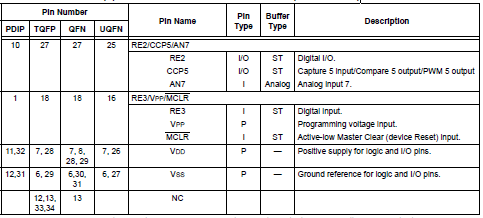 Pin Number Pin Name Pin Type Buffer Type Description
PDIP TQFP QFN UQFN
10 27 27 25 RE2/CCP5/AN7
RE2 I/O ST Digital I/O.
CCP5 I/O ST Capture 5 input/Compare 5 output/PWM 5 output
AN7 I Analog Analog input 7.
1 18 18 16 RE3/VPP/MCLR
RE3 I ST Digital input.
VPP P Programming voltage input.
MCLR I ST Active-low Master Clear (device Reset) input.
11,32 7, 28 7, 8, 28, 29 7, 26 VDD P — Positive supply for logic and I/O pins.
12,31 6, 29 6,30, 31 6, 27 VSS P — Ground reference for logic and I/O pins.
12,13, 33,34 13 NC